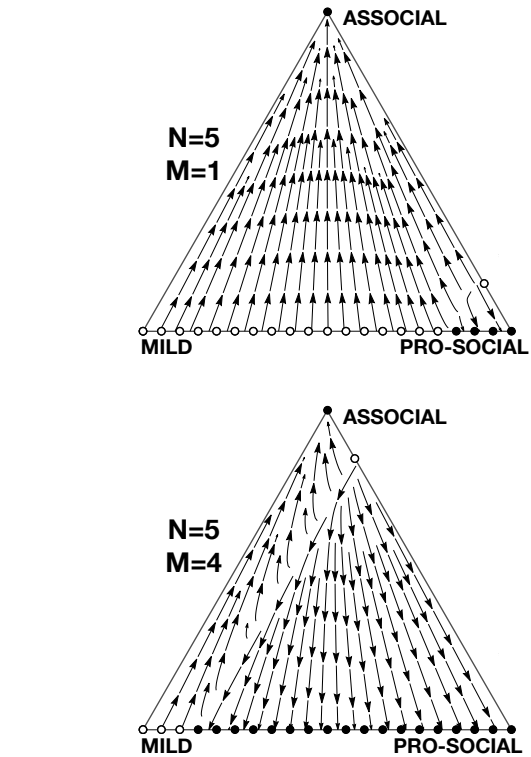 ASSOCIAL
N=5
M=1
MILD PRO-SOCIAL
ASSOCIAL
N=5
M=4
MILD PRO-SOCIAL